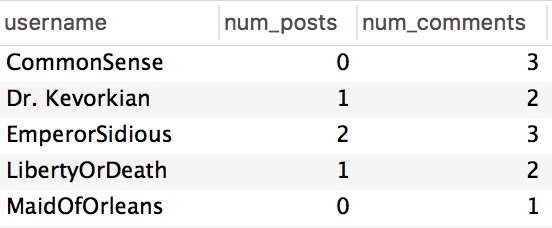 username num_posts num_comments
CommonSense 0 3
Dr. Kevorkian 1 2
EmperorSidious 2 3
LibertyOrDeath 1 2
MaidOfOrleans 0 1